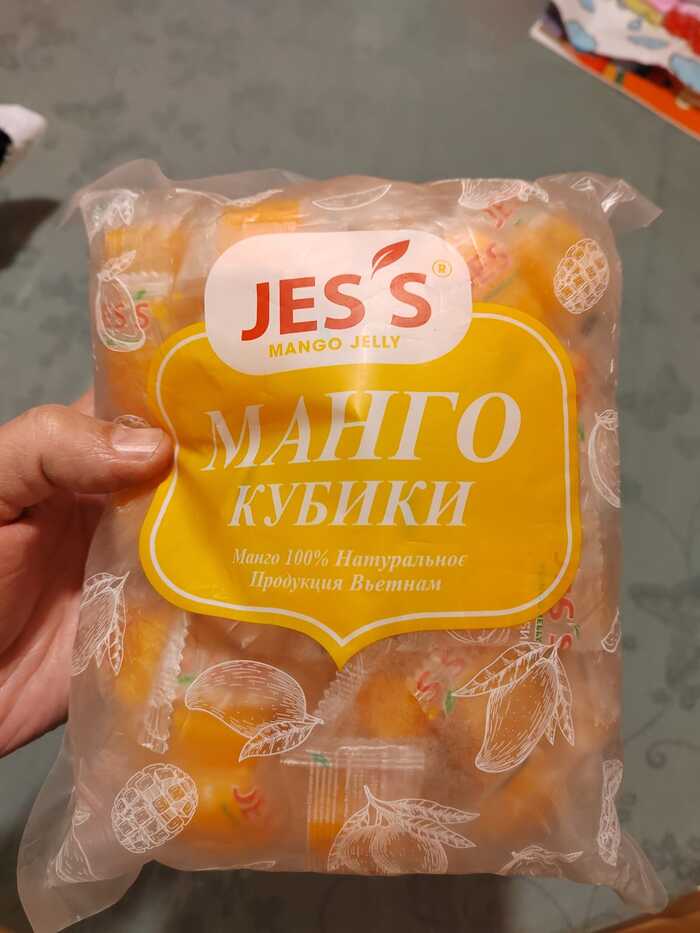 JES'S®
MANGO JELLY
МАНГО
КУБИКИ
Манго 100% Натуральное
Продукция Вьетнам